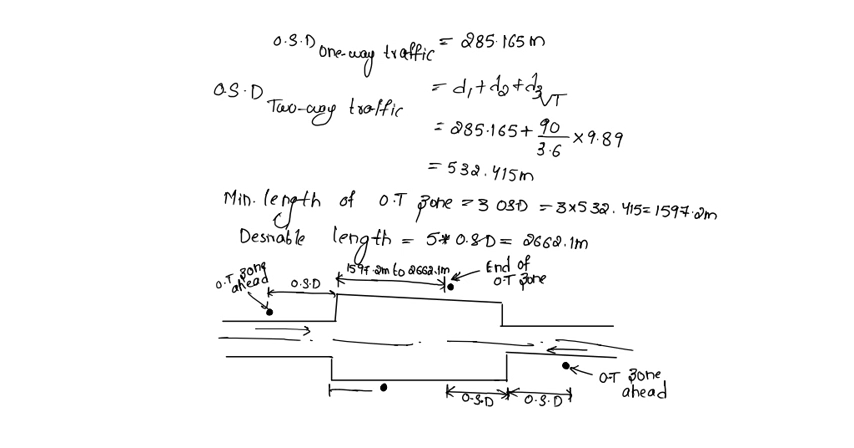 O.S.D one-way traffic = 285.165m
O.S.D Two-way traffic = d₁+d₂+d₃ VT
= 285.165+ 90/3.6 ×9.89
= 532.415m
Min. length of O.T zone = 3 OSD = 3×532.415=1597.2m
Desirable length = 5* O.S.D = 2662.1m
O.T zone ahead
O.S.D
1597.2m to 2662.1m
End of O.T zone
O.S.D
O.S.D
O.T zone ahead